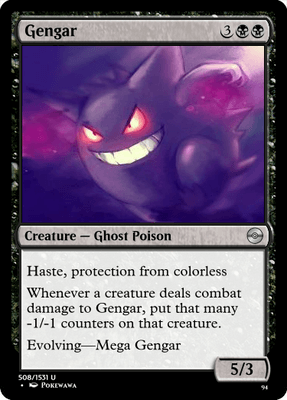 Gengar 3
Creature — Ghost Poison
Haste, protection from colorless
Whenever a creature deals combat
damage to Gengar, put that many
-1/-1 counters on that creature.
Evolving—Mega Gengar
5/3
508/1531 U
• Pokewawa
94